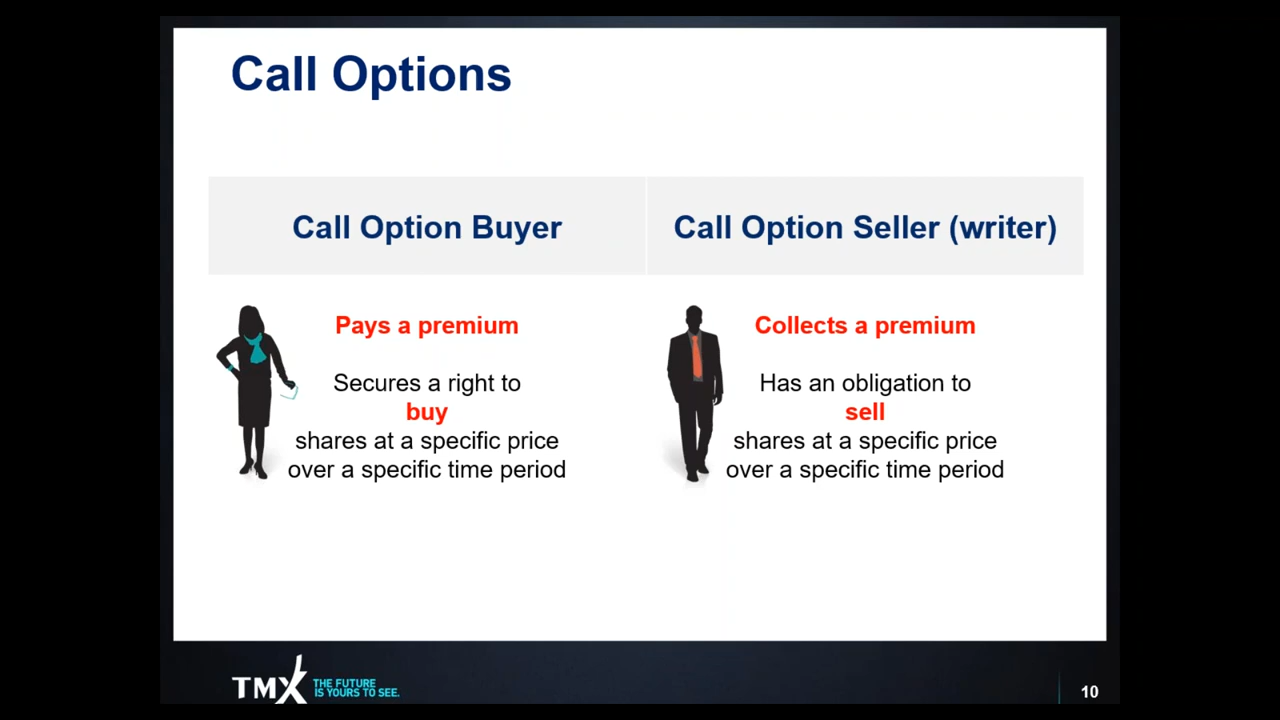 Call Options
Call Option Buyer
Call Option Seller (writer)
Pays a premium
Secures a right to
buy
shares at a specific price
over a specific time period
Collects a premium
Has an obligation to
sell
shares at a specific price
over a specific time period
TMX
THE FUTURE
IS YOURS TO SEE.
10